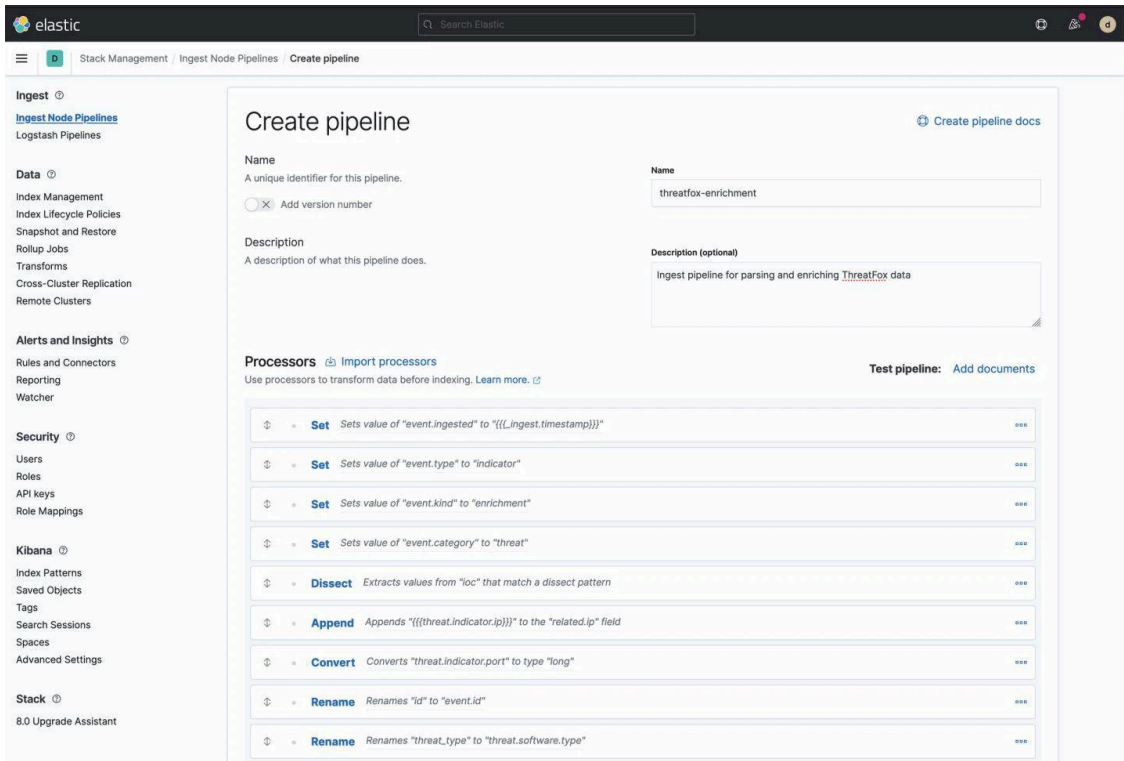 elastic
Search Elastic
d
D
Stack Management / Ingest Node Pipelines / Create pipeline
Ingest
Ingest Node Pipelines
Logstash Pipelines
Data
Index Management
Index Lifecycle Policies
Snapshot and Restore
Rollup Jobs
Transforms
Cross-Cluster Replication
Remote Clusters
Alerts and Insights
Rules and Connectors
Reporting
Watcher
Security
Users
Roles
API keys
Role Mappings
Kibana
Index Patterns
Saved Objects
Tags
Search Sessions
Spaces
Advanced Settings
Stack
8.0 Upgrade Assistant
Create pipeline
Create pipeline docs
Name
A unique identifier for this pipeline.
Add version number
Name
threatfox-enrichment
Description
A description of what this pipeline does.
Description (optional)
Ingest pipeline for parsing and enriching ThreatFox data
Processors Import processors
Use processors to transform data before indexing. Learn more.
Test pipeline: Add documents
Set Sets value of "event.ingested" to "{{{_ingest.timestamp}}}"
Set Sets value of "event.type" to "indicator"
Set Sets value of "event.kind" to "enrichment"
Set Sets value of "event.category" to "threat"
Dissect Extracts values from "ioc" that match a dissect pattern
Append Appends "{{{threat.indicator.ip}}}" to the "related.ip" field
Convert Converts "threat.indicator.port" to type "long"
Rename Renames "id" to "event.id"
Rename Renames "threat_type" to "threat.software.type"